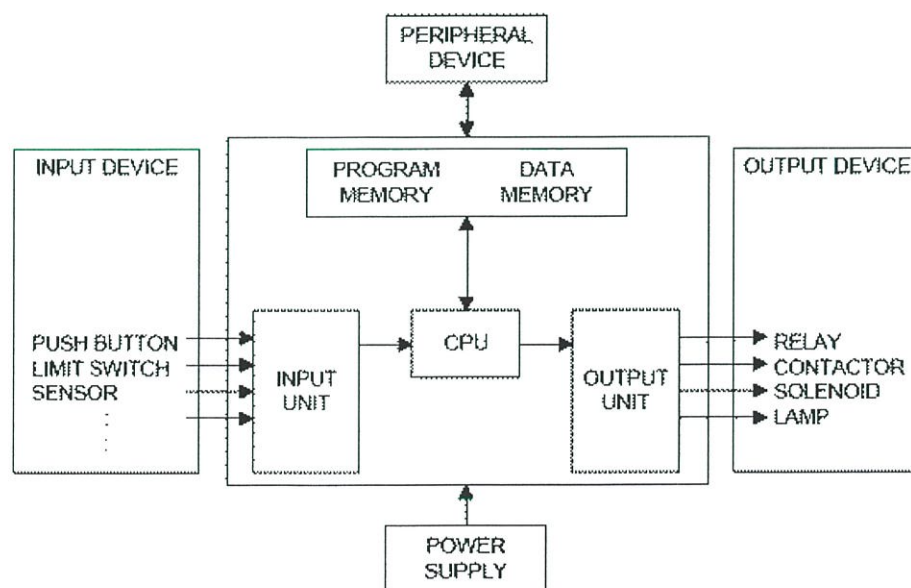 PERIPHERAL
DEVICE
INPUT DEVICE
PROGRAM
MEMORY
DATA
MEMORY
OUTPUT DEVICE
PUSH BUTTON
LIMIT SWITCH
SENSOR
INPUT
UNIT
CPU
OUTPUT
UNIT
RELAY
CONTACTOR
SOLENOID
LAMP
POWER
SUPPLY